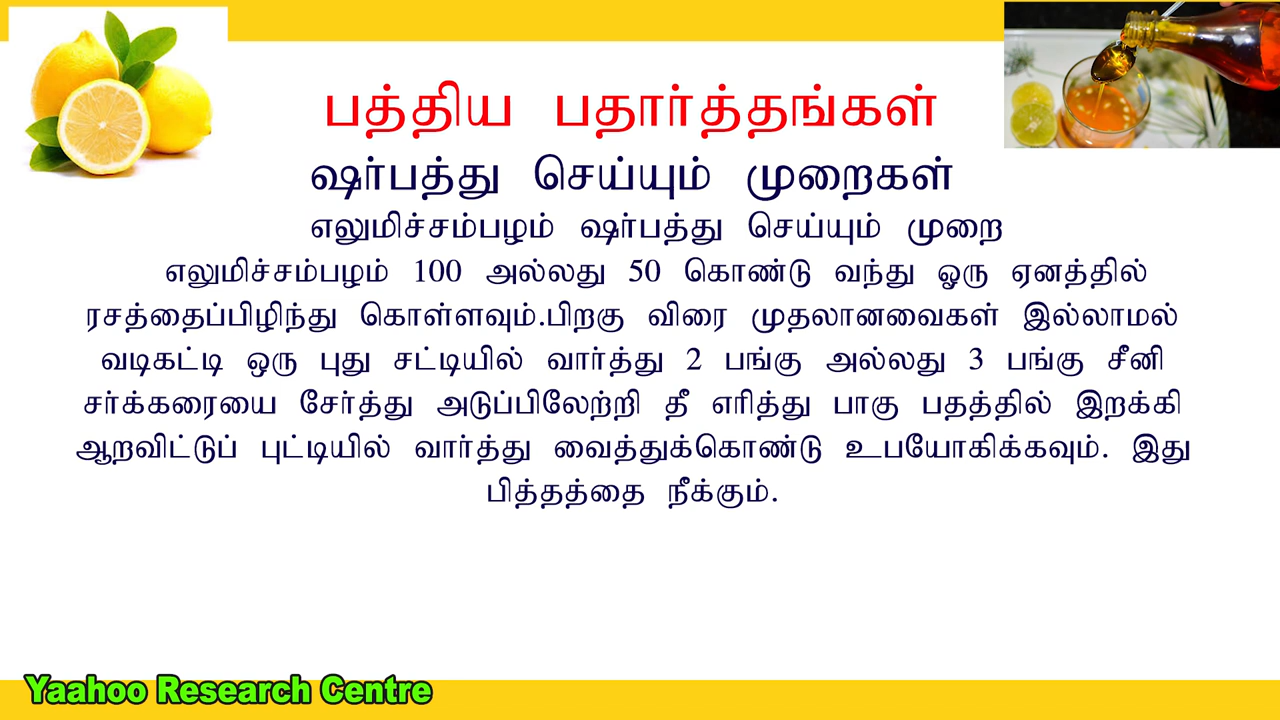 பத்திய பதார்த்தங்கள்
ஷர்பத்து செய்யும் முறைகள்
எலுமிச்சம்பழம் ஷர்பத்து செய்யும் முறை
எலுமிச்சம்பழம் 100 அல்லது 50 கொண்டு வந்து ஓரு ஏனத்தில்
ரசத்தைப்பிழிந்து கொள்ளவும்.பிறகு விரை முதலானவைகள் இல்லாமல்
வடிகட்டி ஒரு புது சட்டியில் வார்த்து 2 பங்கு அல்லது 3 பங்கு சீனி
சர்க்கரையை சேர்த்து அடுப்பிலேற்றி தீ எரித்து பாகு பதத்தில் இறக்கி
ஆறவிட்டுப் புட்டியில் வார்த்து வைத்துக்கொண்டு உபயோகிக்கவும். இது
பித்தத்தை நீக்கும்.
Yaahoo Research Centre